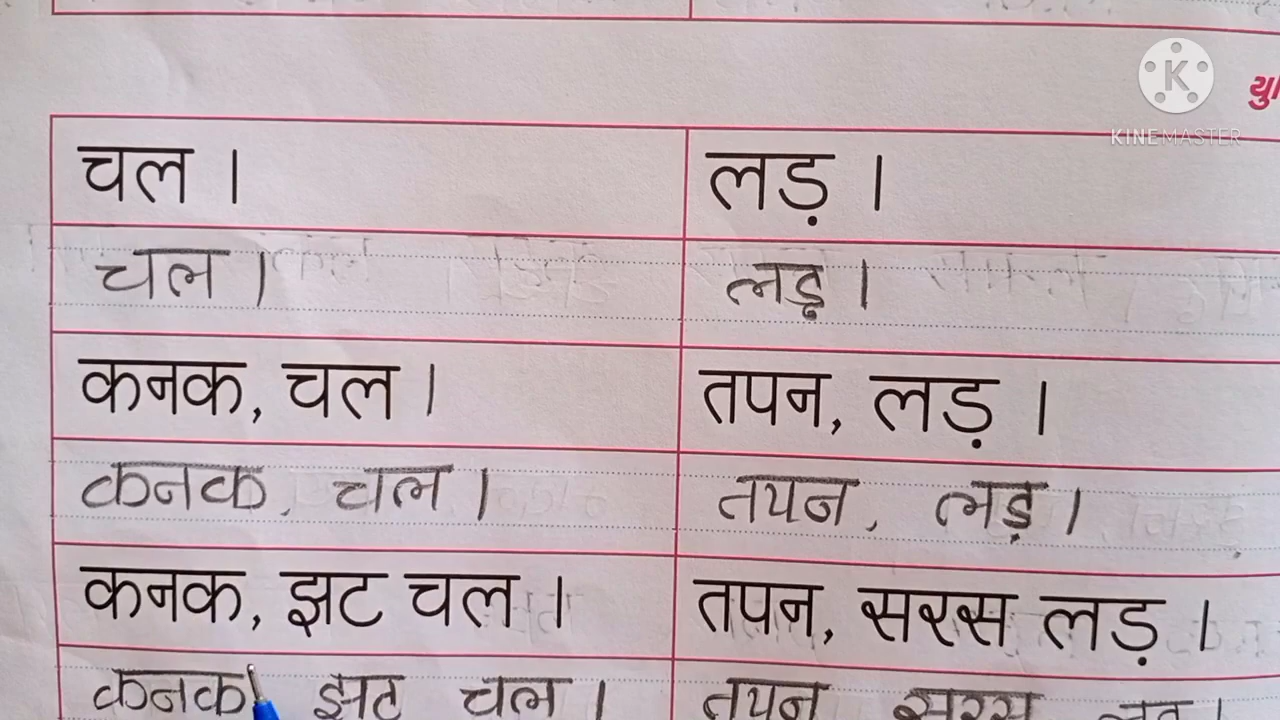 KINEMASTER
यु
चल । लड़ ।
चल । लड़ ।
कनक, चल । तपन, लड़ ।
कनक, चल । तपन, लड़ ।
कनक, झट चल । तपन, सरस लड़ ।
कनक झट चल । तपन सरस